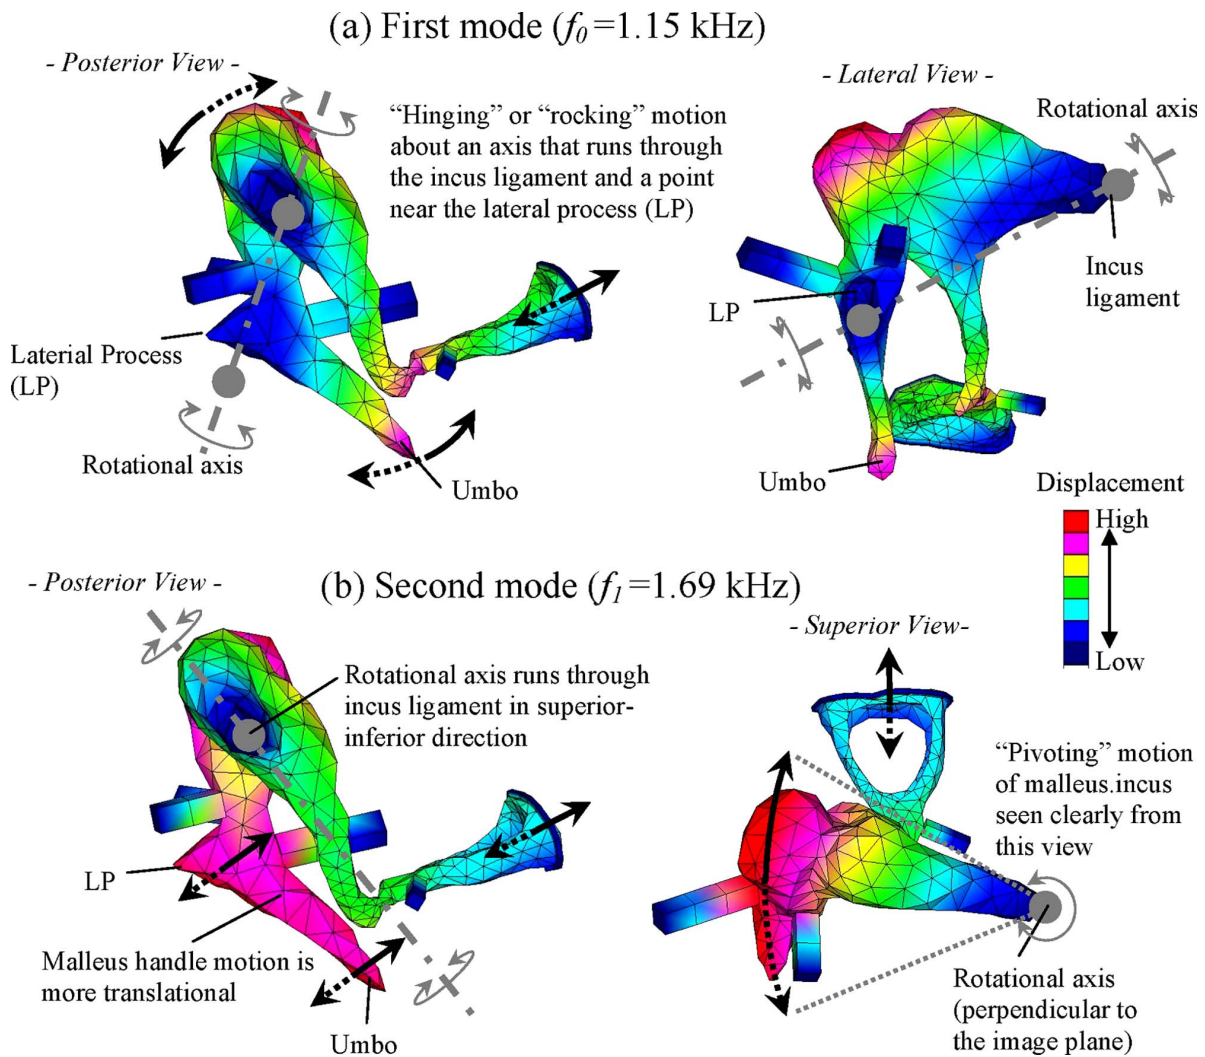 (a) First mode (f0=1.15 kHz)
- Posterior View -
- Lateral View -
“Hinging” or “rocking” motion
about an axis that runs through
the incus ligament and a point
near the lateral process (LP)
Rotational axis
Incus
ligament
LP
Laterial Process
(LP)
Rotational axis
Umbo
Umbo
Displacement
High
Low
(b) Second mode (f1=1.69 kHz)
- Posterior View -
- Superior View-
Rotational axis runs through
incus ligament in superior-
inferior direction
“Pivoting” motion
of malleus.incus
seen clearly from
this view
LP
Malleus handle motion is
more translational
Umbo
Rotational axis
(perpendicular to
the image plane)